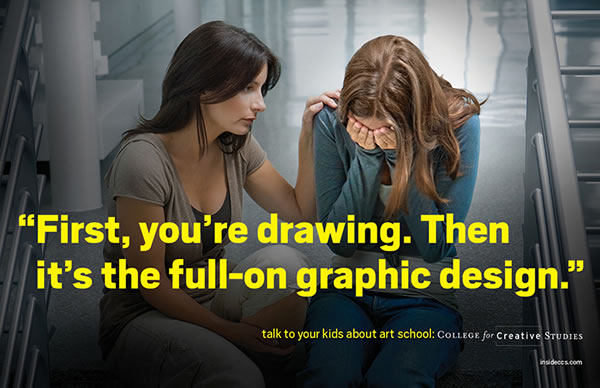 “First, you’re drawing. Then
it’s the full-on graphic design.”
talk to your kids about art school: College for Creative Studies
insideccs.com